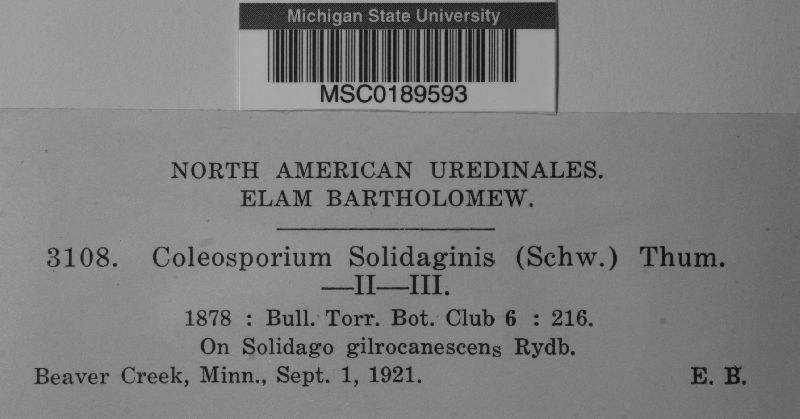 Michigan State University
MSC0189593
NORTH AMERICAN UREDINALES.
ELAM BARTHOLOMEW.
3108. Coleosporium Solidaginis (Schw.) Thum.
—II—III.
1878 : Bull. Torr. Bot. Club 6 : 216.
On Solidago gilrocanescens Rydb.
Beaver Creek, Minn., Sept. 1, 1921. E. B.